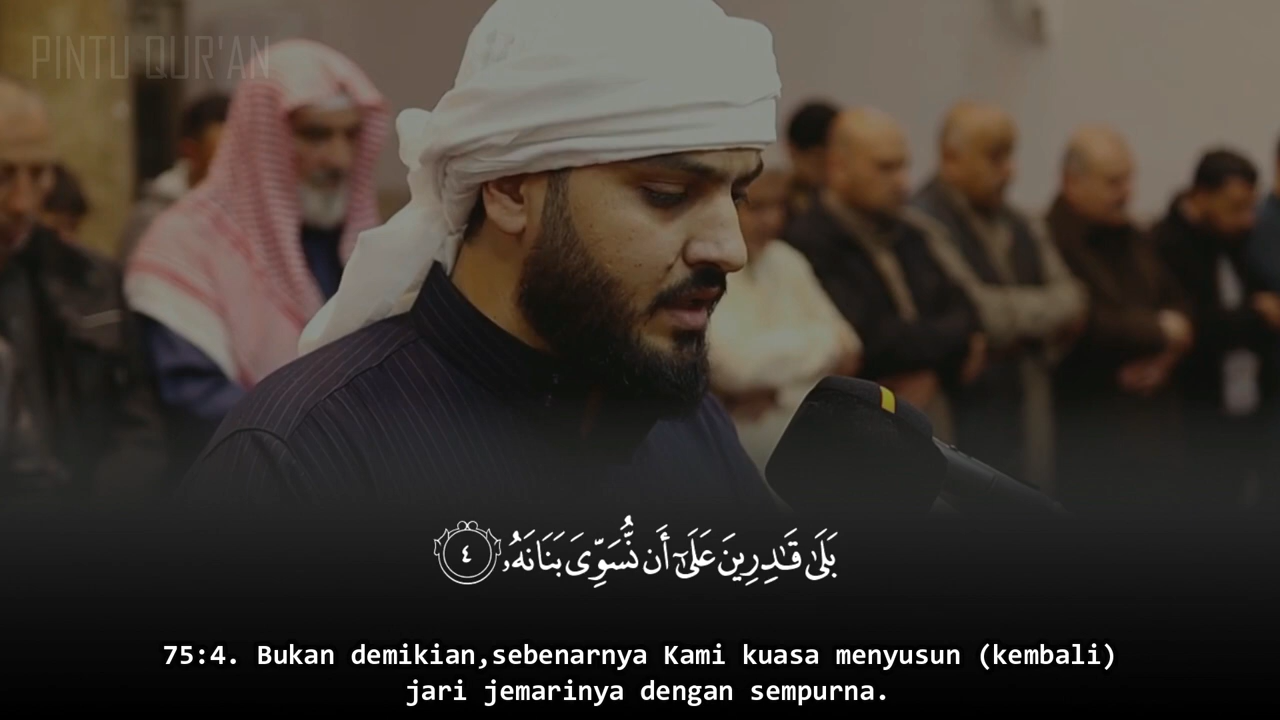 PINTU QUR'AN
بَلَىٰ قَـٰدِرِينَ عَلَىٰٓ أَن نُّسَوِّىَ بَنَانَهُۥ ٤
75:4. Bukan demikian,sebenarnya Kami kuasa menyusun (kembali)
jari jemarinya dengan sempurna.